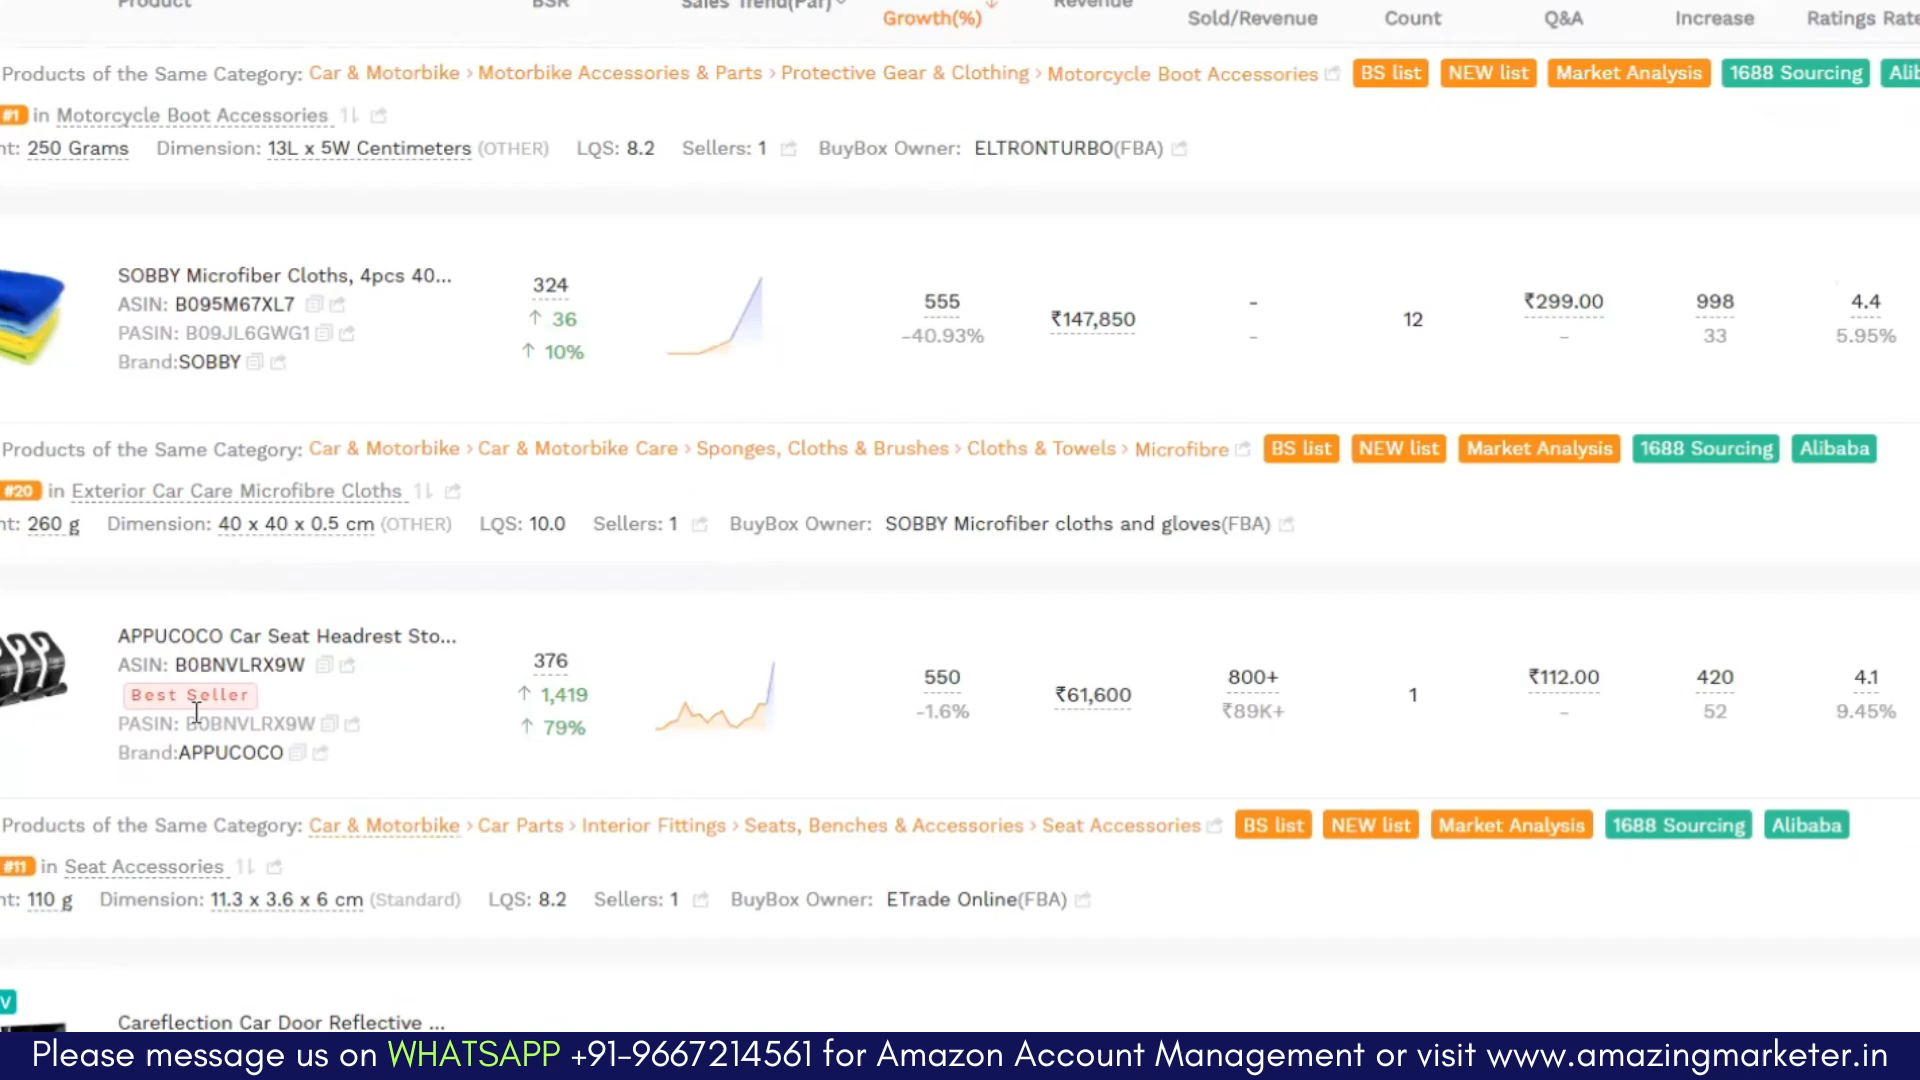 Product BSR Sales Trend(Par) Growth(%) Revenue Sold/Revenue Count Q&A Increase Ratings Rate
Products of the Same Category: Car & Motorbike › Motorbike Accessories & Parts › Protective Gear & Clothing › Motorcycle Boot Accessories BS list NEW list Market Analysis 1688 Sourcing Alib
#1 in Motorcycle Boot Accessories
nt: 250 Grams Dimension: 13L x 5W Centimeters (OTHER) LQS: 8.2 Sellers: 1 BuyBox Owner: ELTRONTURBO(FBA)
SOBBY Microfiber Cloths, 4pcs 40...
ASIN: B095M67XL7
PASIN: B09JL6GWG1
Brand:SOBBY
324
↑ 36
↑ 10%
555
-40.93%
₹147,850
-
-
12
₹299.00
-
998
33
4.4
5.95%
Products of the Same Category: Car & Motorbike › Car & Motorbike Care › Sponges, Cloths & Brushes › Cloths & Towels › Microfibre BS list NEW list Market Analysis 1688 Sourcing Alibaba
#20 in Exterior Car Care Microfibre Cloths
nt: 260 g Dimension: 40 x 40 x 0.5 cm (OTHER) LQS: 10.0 Sellers: 1 BuyBox Owner: SOBBY Microfiber cloths and gloves(FBA)
APPUCOCO Car Seat Headrest Sto...
ASIN: B0BNVLRX9W
Best Seller
PASIN: B0BNVLRX9W
Brand:APPUCOCO
376
↑ 1,419
↑ 79%
550
-1.6%
₹61,600
800+
₹89K+
1
₹112.00
-
420
52
4.1
9.45%
Products of the Same Category: Car & Motorbike › Car Parts › Interior Fittings › Seats, Benches & Accessories › Seat Accessories BS list NEW list Market Analysis 1688 Sourcing Alibaba
#11 in Seat Accessories
nt: 110 g Dimension: 11.3 x 3.6 x 6 cm (Standard) LQS: 8.2 Sellers: 1 BuyBox Owner: ETrade Online(FBA)
V
Careflection Car Door Reflective ...
Please message us on WHATSAPP +91-9667214561 for Amazon Account Management or visit www.amazingmarketer.in